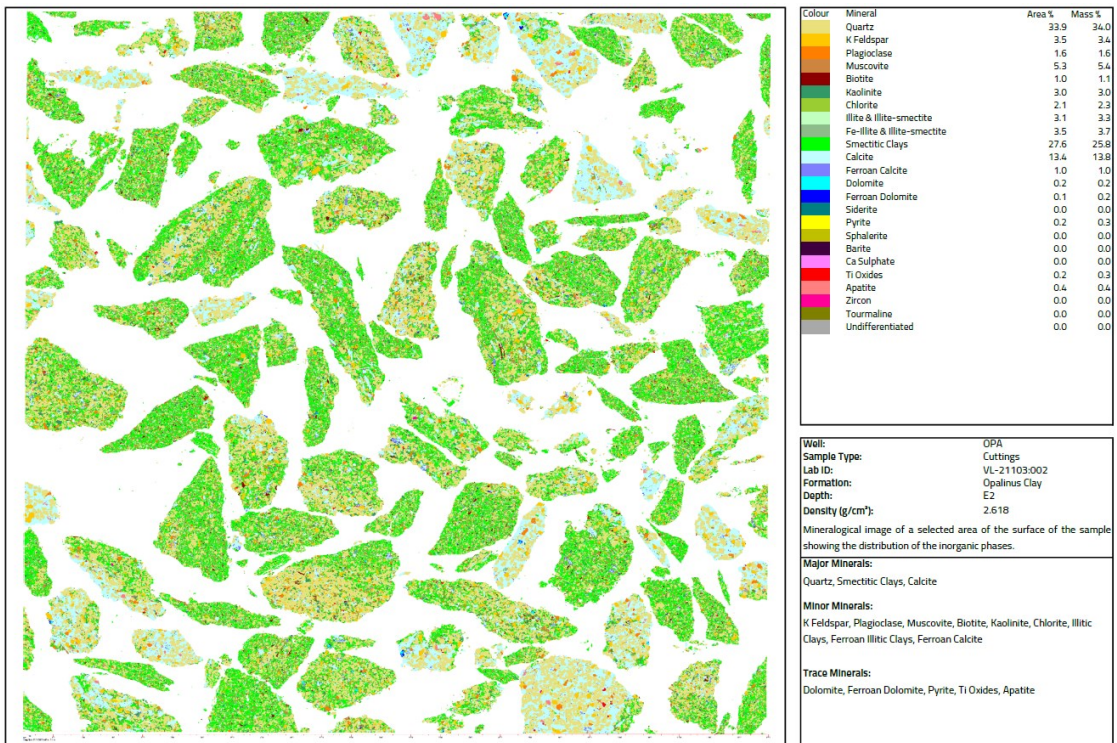 Colour Mineral Area % Mass %
Quartz 33.9 34.0
K Feldspar 3.5 3.4
Plagioclase 1.6 1.6
Muscovite 5.3 5.4
Biotite 1.0 1.1
Kaolinite 3.0 3.0
Chlorite 2.1 2.3
Illite & Illite-smectite 3.1 3.3
Fe-Illite & Illite-smectite 3.5 3.7
Smectitic Clays 27.6 25.8
Calcite 13.4 13.8
Ferroan Calcite 1.0 1.0
Dolomite 0.2 0.2
Ferroan Dolomite 0.1 0.2
Siderite 0.0 0.0
Pyrite 0.2 0.3
Sphalerite 0.0 0.0
Barite 0.0 0.0
Ca Sulphate 0.0 0.0
Ti Oxides 0.2 0.3
Apatite 0.4 0.4
Zircon 0.0 0.0
Tourmaline 0.0 0.0
Undifferentiated 0.0 0.0
Well: OPA
Sample Type: Cuttings
Lab ID: VL-21103:002
Formation: Opalinus Clay
Depth: E2
Density (g/cm³): 2.618
Mineralogical image of a selected area of the surface of the sample
showing the distribution of the inorganic phases.
Major Minerals:
Quartz, Smectitic Clays, Calcite
Minor Minerals:
K Feldspar, Plagioclase, Muscovite, Biotite, Kaolinite, Chlorite, Illitic
Clays, Ferroan Illitic Clays, Ferroan Calcite
Trace Minerals:
Dolomite, Ferroan Dolomite, Pyrite, Ti Oxides, Apatite